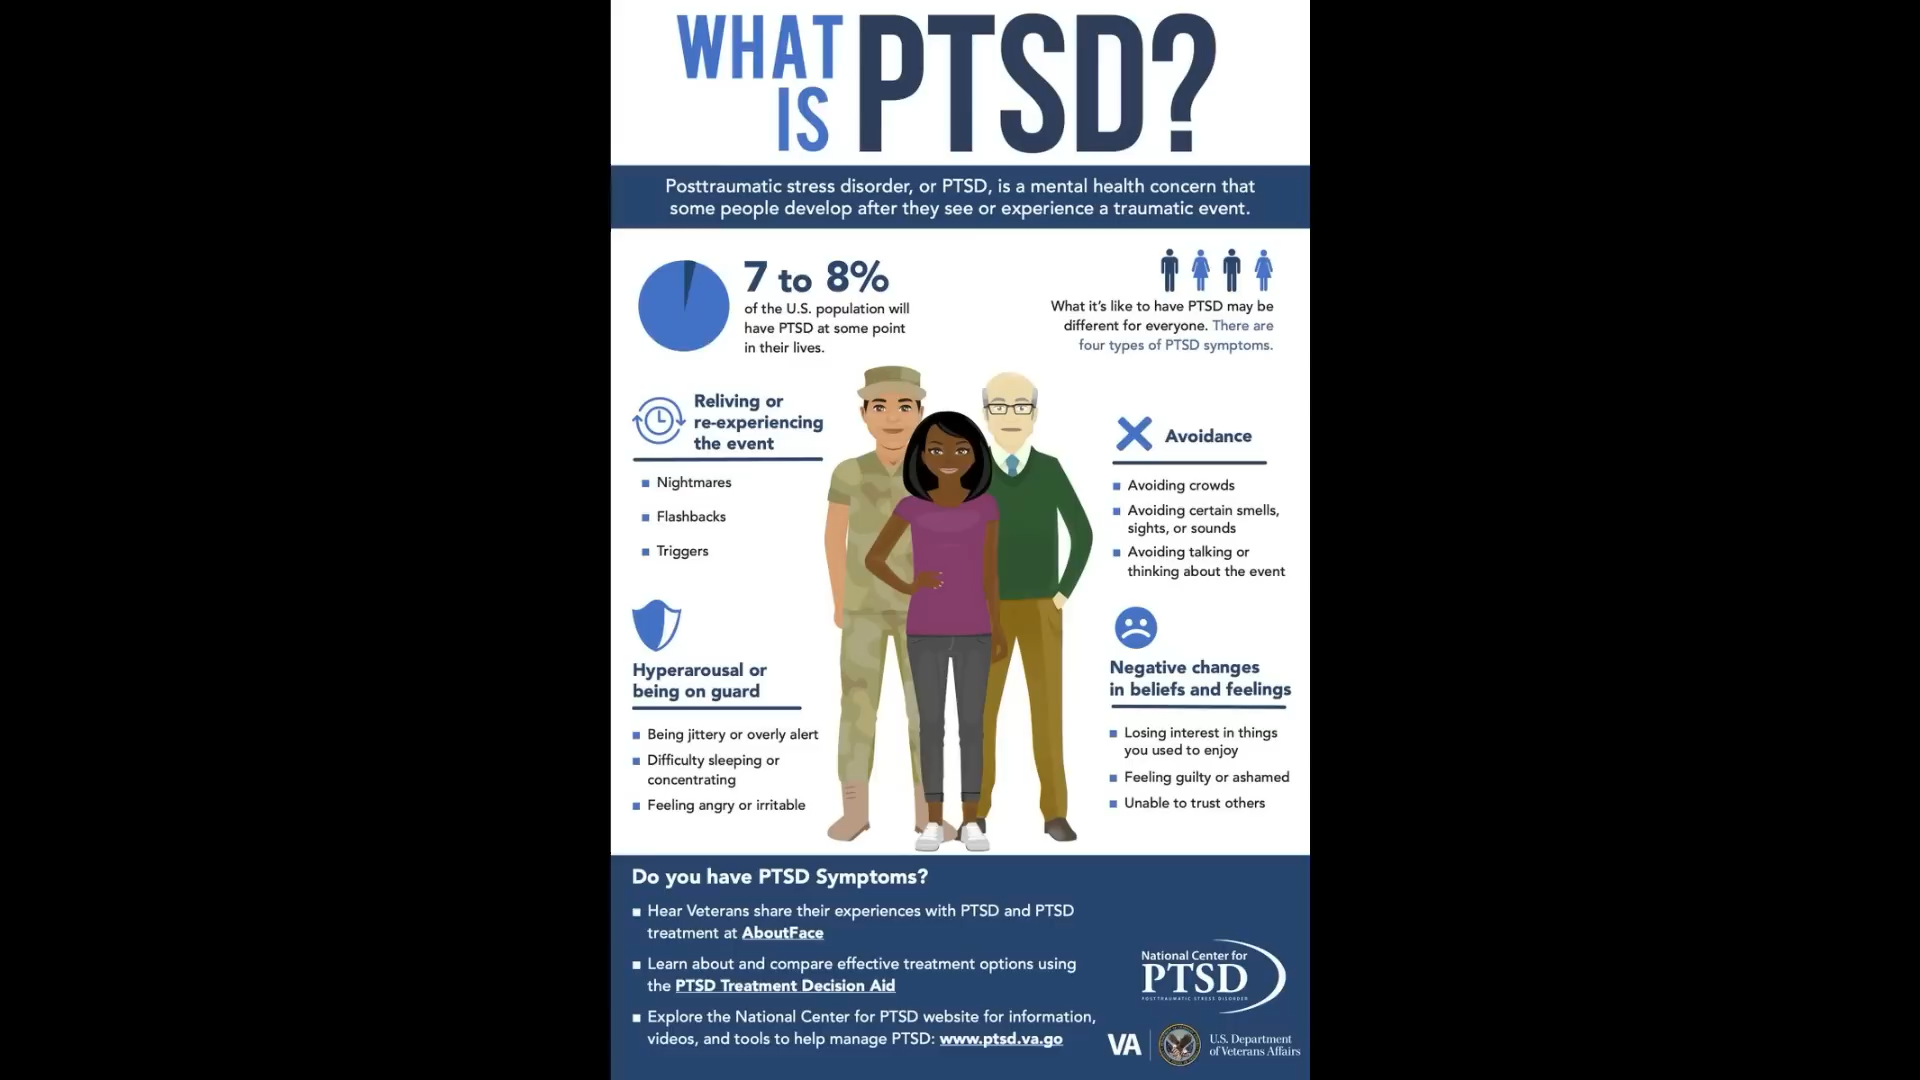 WHAT IS PTSD?
Posttraumatic stress disorder, or PTSD, is a mental health concern that
some people develop after they see or experience a traumatic event.
7 to 8%
of the U.S. population will
have PTSD at some point
in their lives.
What it's like to have PTSD may be
different for everyone. There are
four types of PTSD symptoms.
Reliving or
re-experiencing
the event
Nightmares
Flashbacks
Triggers
Avoidance
Avoiding crowds
Avoiding certain smells,
sights, or sounds
Avoiding talking or
thinking about the event
Hyperarousal or
being on guard
Being jittery or overly alert
Difficulty sleeping or
concentrating
Feeling angry or irritable
Negative changes
in beliefs and feelings
Losing interest in things
you used to enjoy
Feeling guilty or ashamed
Unable to trust others
Do you have PTSD Symptoms?
Hear Veterans share their experiences with PTSD and PTSD
treatment at AboutFace
Learn about and compare effective treatment options using
the PTSD Treatment Decision Aid
Explore the National Center for PTSD website for information,
videos, and tools to help manage PTSD: www.ptsd.va.go
National Center for
PTSD
POSTTRAUMATIC STRESS DISORDER
VA
U.S. Department
of Veterans Affairs